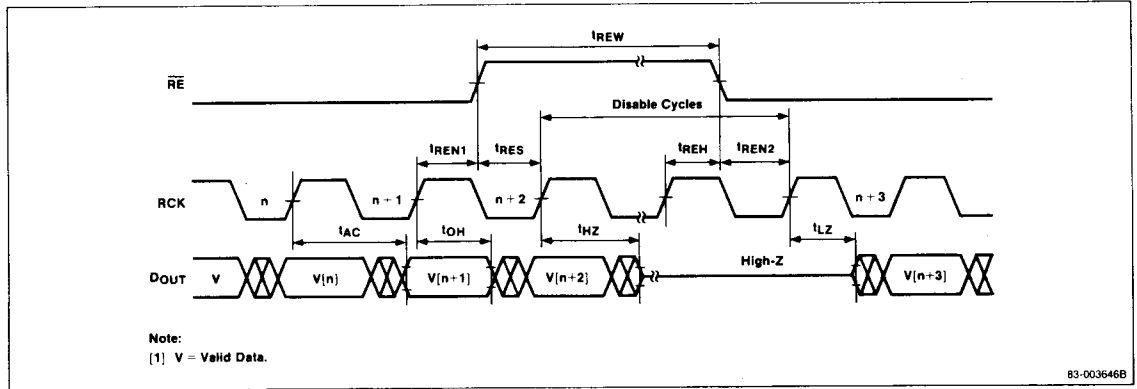 tREW
RE
Disable Cycles
tREN1 tRES tREH tREN2
RCK n n + 1 n + 2 n + 3
tAC tOH tHZ tLZ
DOUT V V[n] V[n+1] V[n+2] High-Z V[n+3]
Note:
[1] V = Valid Data.
83-003646B